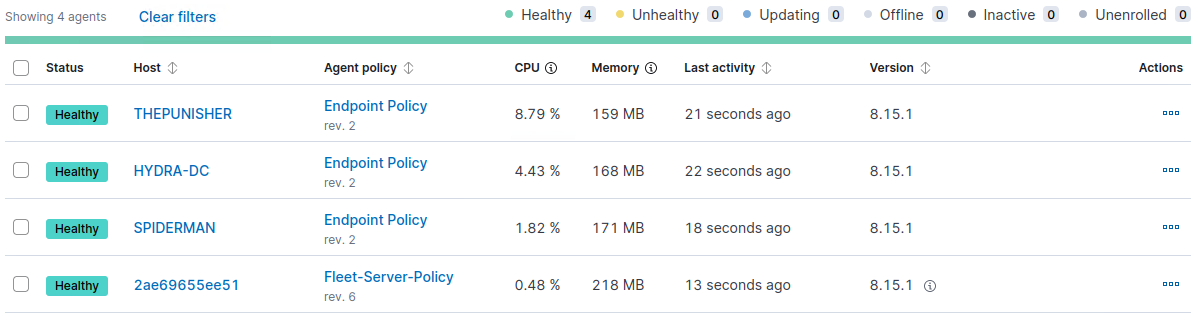 Showing 4 agents Clear filters Healthy 4 Unhealthy 0 Updating 0 Offline 0 Inactive 0 Unenrolled 0
Status Host Agent policy CPU Memory Last activity Version Actions
Healthy THEPUNISHER Endpoint Policy rev. 2 8.79 % 159 MB 21 seconds ago 8.15.1
Healthy HYDRA-DC Endpoint Policy rev. 2 4.43 % 168 MB 22 seconds ago 8.15.1
Healthy SPIDERMAN Endpoint Policy rev. 2 1.82 % 171 MB 18 seconds ago 8.15.1
Healthy 2ae69655ee51 Fleet-Server-Policy rev. 6 0.48 % 218 MB 13 seconds ago 8.15.1